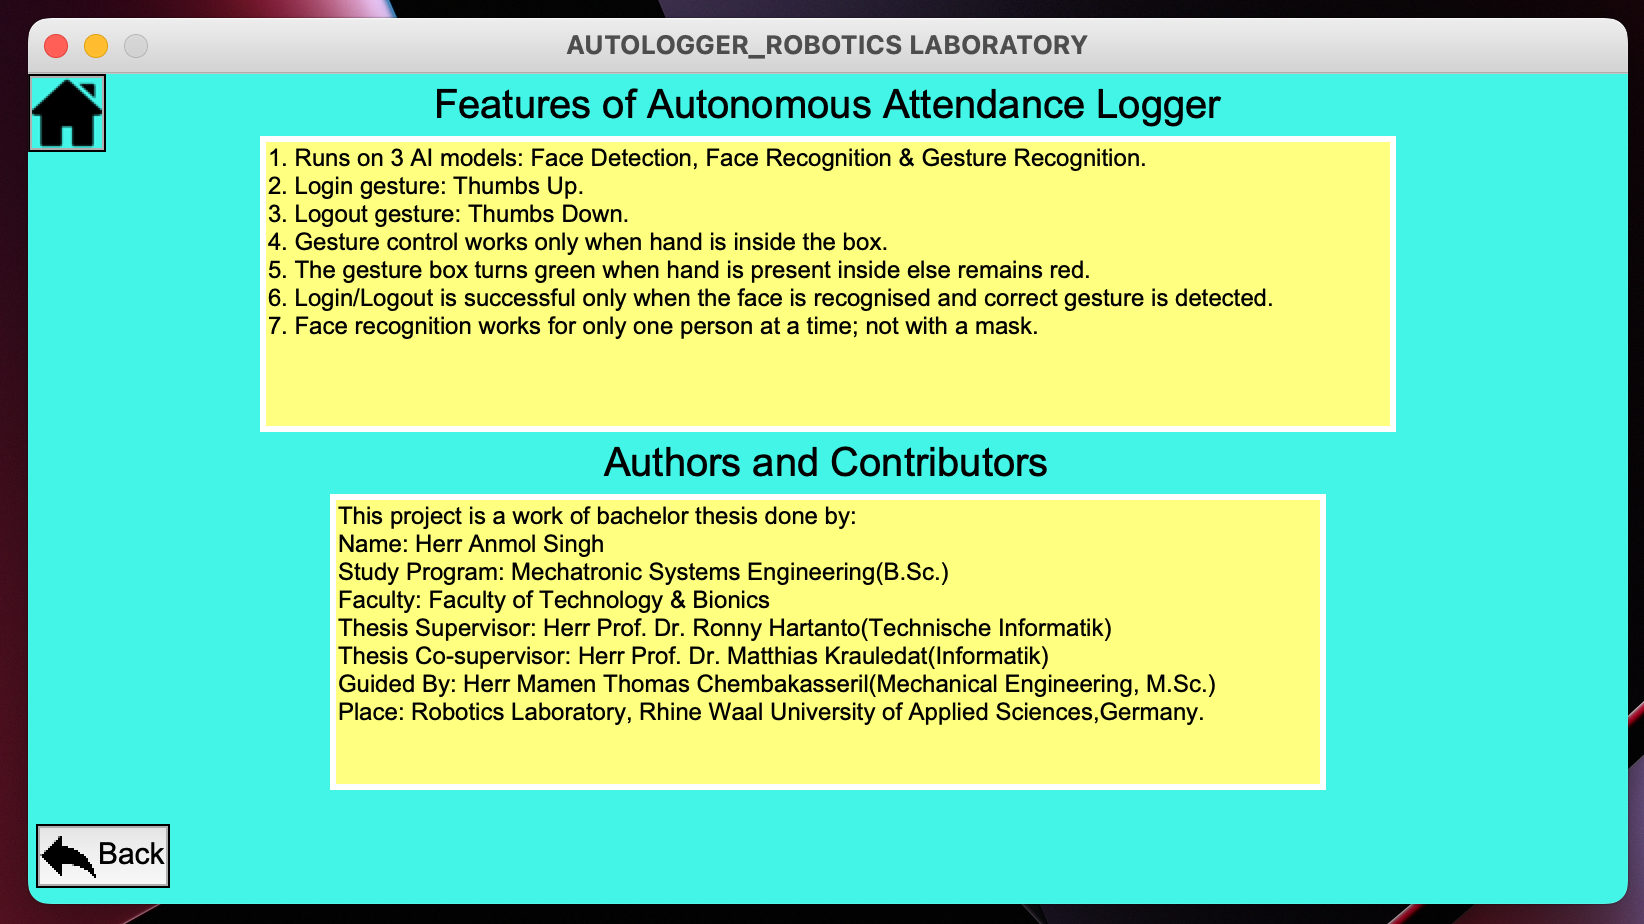 AUTOLOGGER_ROBOTICS LABORATORY
Features of Autonomous Attendance Logger
1. Runs on 3 AI models: Face Detection, Face Recognition & Gesture Recognition.
2. Login gesture: Thumbs Up.
3. Logout gesture: Thumbs Down.
4. Gesture control works only when hand is inside the box.
5. The gesture box turns green when hand is present inside else remains red.
6. Login/Logout is successful only when the face is recognised and correct gesture is detected.
7. Face recognition works for only one person at a time; not with a mask.
Authors and Contributors
This project is a work of bachelor thesis done by:
Name: Herr Anmol Singh
Study Program: Mechatronic Systems Engineering(B.Sc.)
Faculty: Faculty of Technology & Bionics
Thesis Supervisor: Herr Prof. Dr. Ronny Hartanto(Technische Informatik)
Thesis Co-supervisor: Herr Prof. Dr. Matthias Krauledat(Informatik)
Guided By: Herr Mamen Thomas Chembakasseril(Mechanical Engineering, M.Sc.)
Place: Robotics Laboratory, Rhine Waal University of Applied Sciences,Germany.
Back